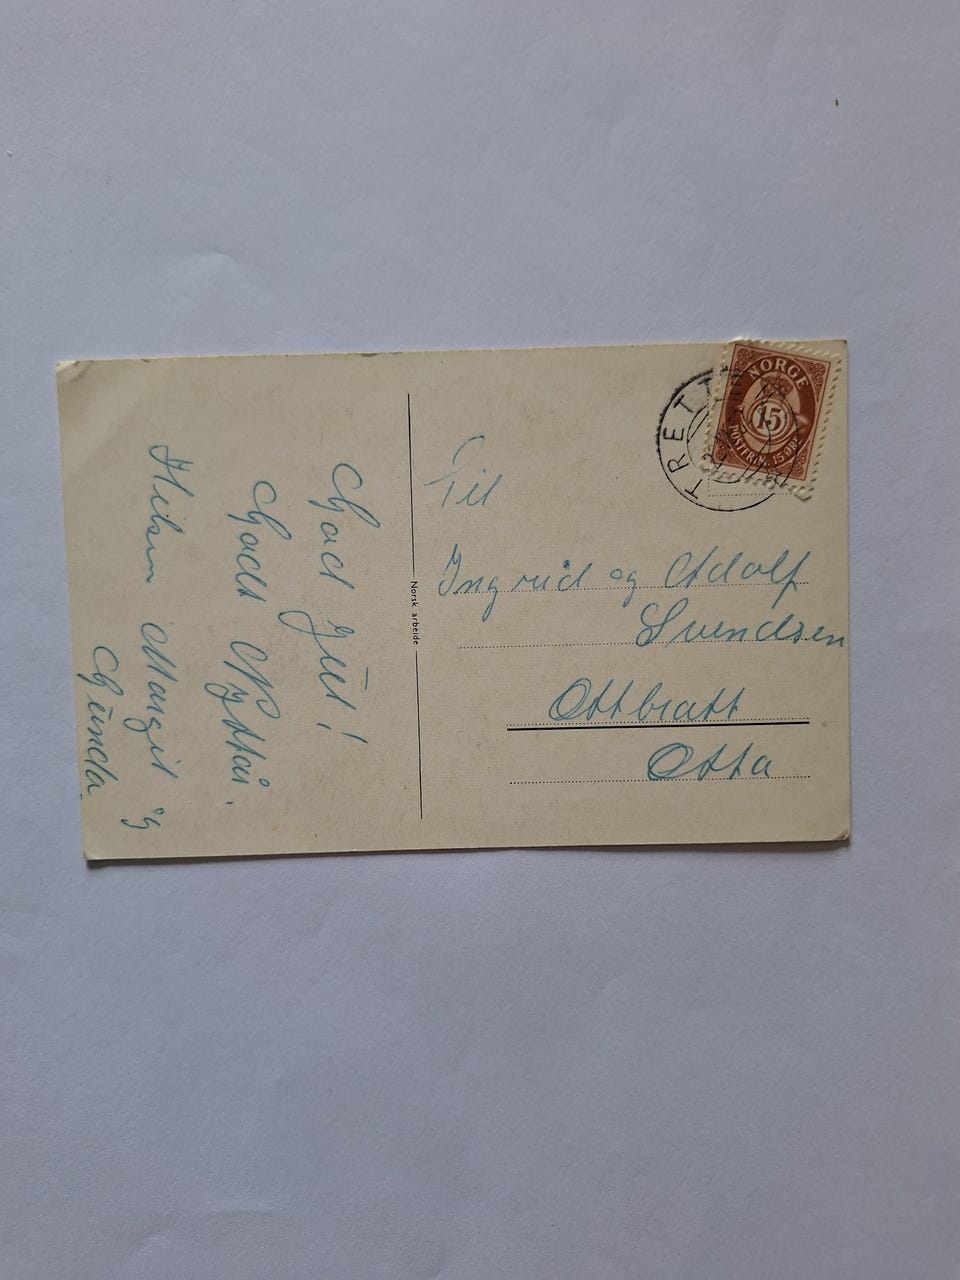 God Jul!
Godt Nyttår.
Hilsen Margit og
Gunda
Norsk arbeide
TRETT
NORGE
15
POSTFRIM. 15 ØRE
Til
Ingrid og Adolf
Svendsen
Ottbratt
Otta